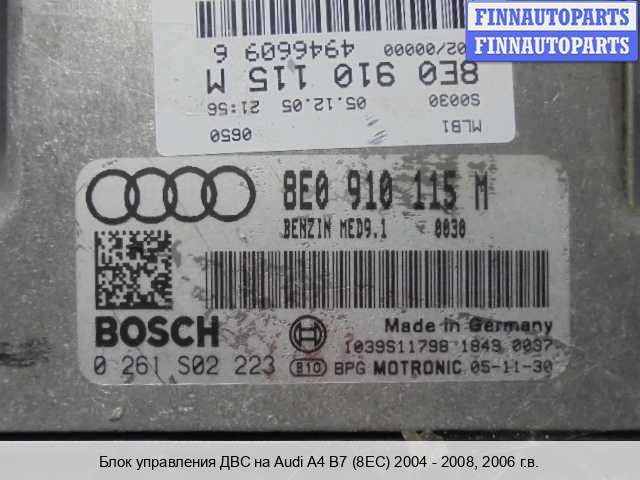 FINNAUTOPARTS
FINNAUTOPARTS
4946609 6
02/00000
8E0 910 115 M
S0030 05.12.05 21:56
MLB1 0650
8E0 910 115 M
BENZIN MED9.1 0030
BOSCH
Made in Germany
1039S11798 1849 0097
0 261 S02 223 B10 BPG MOTRONIC 05-11-30
Блок управления ДВС на Audi A4 B7 (8EC) 2004 - 2008, 2006 г.в.